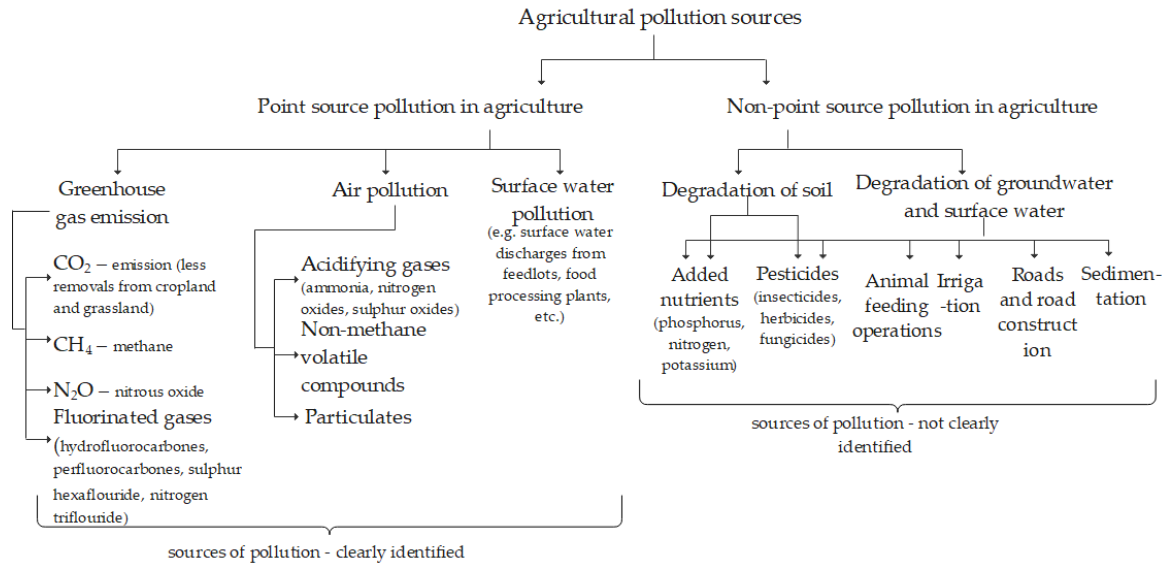 Agricultural pollution sources
Point source pollution in agriculture
Non-point source pollution in agriculture
Greenhouse
gas emission
CO₂ – emission (less
removals from cropland
and grassland)
CH₄ – methane
N₂O – nitrous oxide
Fluorinated gases
(hydrofluorocarbones,
perfluorocarbones, sulphur
hexaflouride, nitrogen
triflouride)
Air pollution
Acidifying gases
(ammonia, nitrogen
oxides, sulphur oxides)
Non-methane
volatile
compounds
Particulates
Surface water
pollution
(e.g. surface water
discharges from
feedlots, food
processing plants,
etc.)
sources of pollution - clearly identified
Degradation of soil
Added
nutrients
(phosphorus,
nitrogen,
potassium)
Pesticides
(insecticides,
herbicides,
fungicides)
Degradation of groundwater
and surface water
Animal
feeding
operations
Irriga
-tion
Roads
and road
construct
ion
Sedimen-
tation
sources of pollution - not clearly
identified